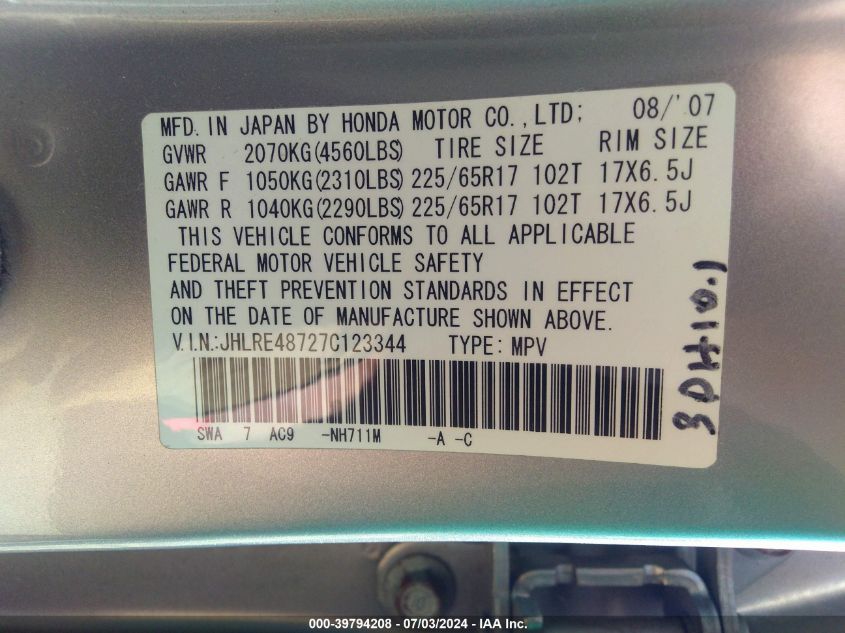 MFD. IN JAPAN BY HONDA MOTOR CO.,LTD; 08/'07
GVWR 2070KG(4560LBS) TIRE SIZE RIM SIZE
GAWR F 1050KG(2310LBS) 225/65R17 102T 17X6.5J
GAWR R 1040KG(2290LBS) 225/65R17 102T 17X6.5J
THIS VEHICLE CONFORMS TO ALL APPLICABLE
FEDERAL MOTOR VEHICLE SAFETY
AND THEFT PREVENTION STANDARDS IN EFFECT
ON THE DATE OF MANUFACTURE SHOWN ABOVE.
V.I.N.:JHLRE48727C123344 TYPE: MPV
SWA 7 AC9 -NH711M -A -C
000-39794208 - 07/03/2024 - IAA Inc.